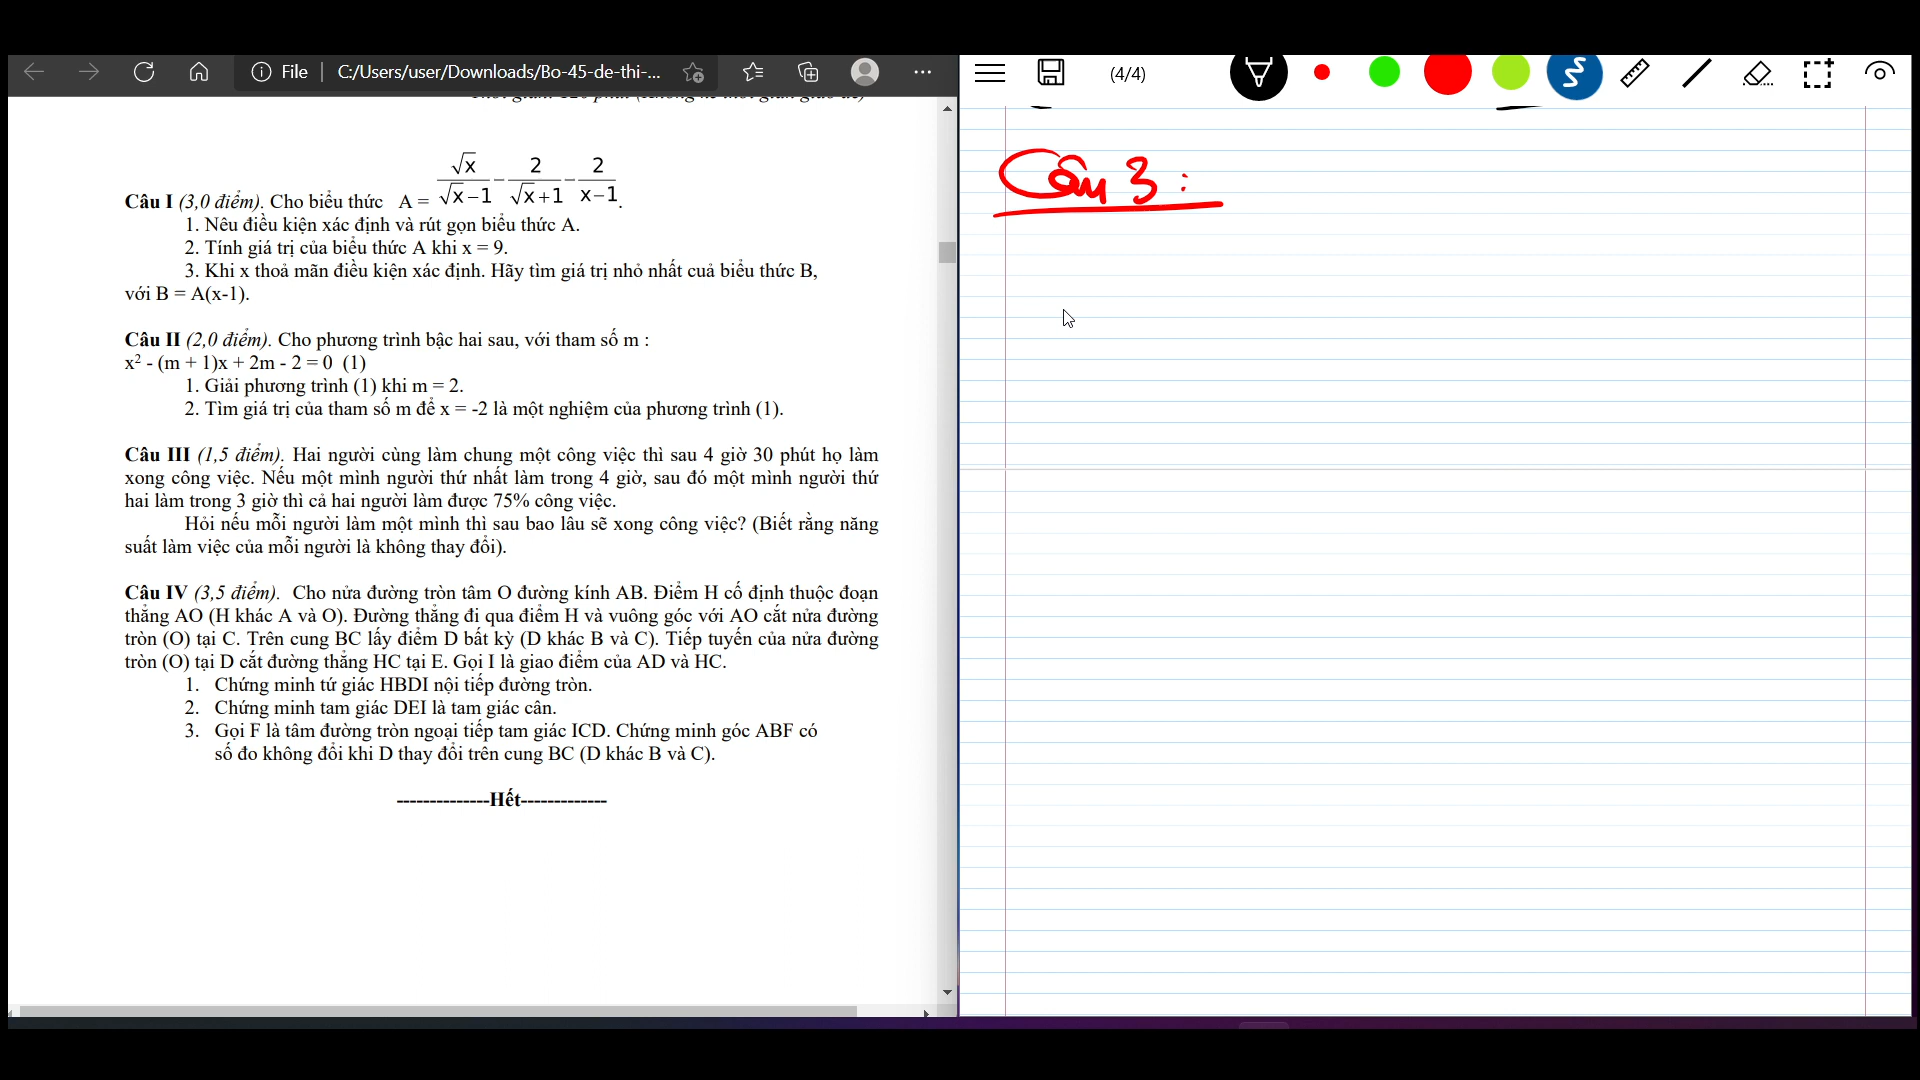 File
C:/Users/user/Downloads/Bo-45-de-thi-...
(4/4)
Câu I (3,0 điểm). Cho biểu thức A = √x/(√x−1) − 2/(√x+1) − 2/(x−1).
1. Nêu điều kiện xác định và rút gọn biểu thức A.
2. Tính giá trị của biểu thức A khi x = 9.
3. Khi x thoả mãn điều kiện xác định. Hãy tìm giá trị nhỏ nhất cuả biểu thức B,
với B = A(x-1).
Câu II (2,0 điểm). Cho phương trình bậc hai sau, với tham số m :
x² - (m + 1)x + 2m - 2 = 0 (1)
1. Giải phương trình (1) khi m = 2.
2. Tìm giá trị của tham số m để x = -2 là một nghiệm của phương trình (1).
Câu III (1,5 điểm). Hai người cùng làm chung một công việc thì sau 4 giờ 30 phút họ làm
xong công việc. Nếu một mình người thứ nhất làm trong 4 giờ, sau đó một mình người thứ
hai làm trong 3 giờ thì cả hai người làm được 75% công việc.
Hỏi nếu mỗi người làm một mình thì sau bao lâu sẽ xong công việc? (Biết rằng năng
suất làm việc của mỗi người là không thay đổi).
Câu IV (3,5 điểm). Cho nửa đường tròn tâm O đường kính AB. Điểm H cố định thuộc đoạn
thẳng AO (H khác A và O). Đường thẳng đi qua điểm H và vuông góc với AO cắt nửa đường
tròn (O) tại C. Trên cung BC lấy điểm D bất kỳ (D khác B và C). Tiếp tuyến của nửa đường
tròn (O) tại D cắt đường thẳng HC tại E. Gọi I là giao điểm của AD và HC.
1. Chứng minh tứ giác HBDI nội tiếp đường tròn.
2. Chứng minh tam giác DEI là tam giác cân.
3. Gọi F là tâm đường tròn ngoại tiếp tam giác ICD. Chứng minh góc ABF có
số đo không đổi khi D thay đổi trên cung BC (D khác B và C).
--------------Hết-------------
Câu 3 :